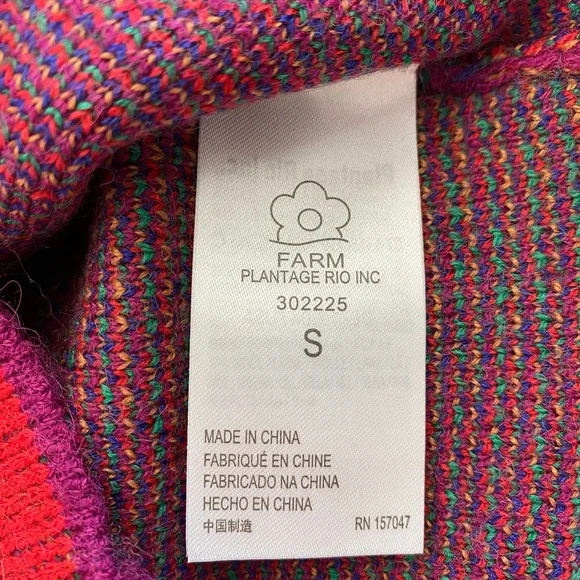 FARM
PLANTAGE RIO INC
302225
S
MADE IN CHINA
FABRIQUÉ EN CHINE
FABRICADO NA CHINA
HECHO EN CHINA
中国制造 RN 157047